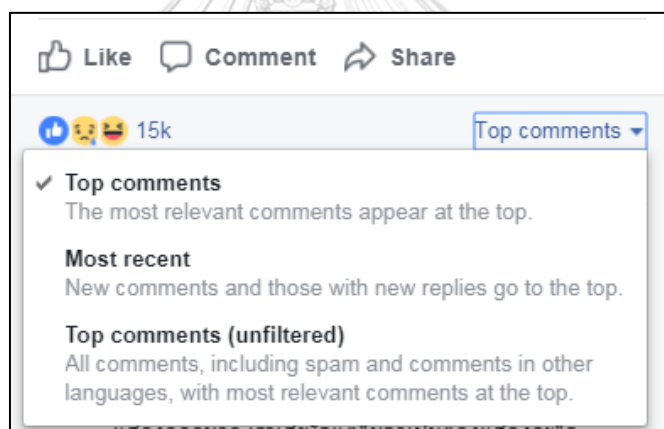 Like Comment Share
15k Top comments
Top comments
The most relevant comments appear at the top.
Most recent
New comments and those with new replies go to the top.
Top comments (unfiltered)
All comments, including spam and comments in other
languages, with most relevant comments at the top.